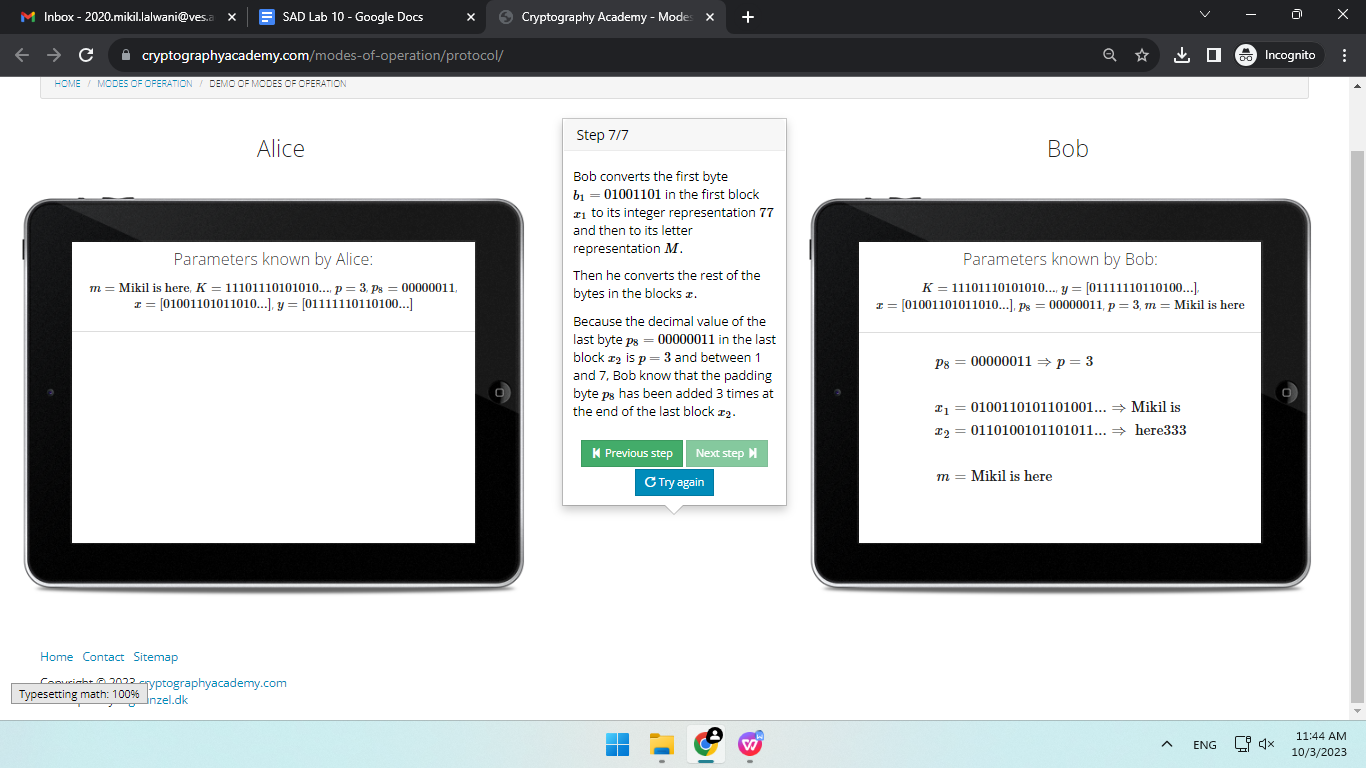 Inbox - 2020.mikil.lalwani@ves.a
SAD Lab 10 - Google Docs
Cryptography Academy - Modes
cryptographyacademy.com/modes-of-operation/protocol/
Incognito
HOME / MODES OF OPERATION / DEMO OF MODES OF OPERATION
Alice
Parameters known by Alice:
m = Mikil is here, K = 11101110101010..., p = 3, p₈ = 00000011,
x = [01001101011010...], y = [01111110110100...]
Step 7/7
Bob converts the first byte
b₁ = 01001101 in the first block
x₁ to its integer representation 77
and then to its letter
representation M.
Then he converts the rest of the
bytes in the blocks x.
Because the decimal value of the
last byte p₈ = 00000011 in the last
block x₂ is p = 3 and between 1
and 7, Bob know that the padding
byte p₈ has been added 3 times at
the end of the last block x₂.
Previous step
Next step
Try again
Bob
Parameters known by Bob:
K = 11101110101010..., y = [01111110110100...],
x = [01001101011010...], p₈ = 00000011, p = 3, m = Mikil is here
p₈ = 00000011 ⇒ p = 3
x₁ = 0100110101101001... ⇒ Mikil is
x₂ = 0110100101101011... ⇒ here333
m = Mikil is here
Home Contact Sitemap
Copyright © 2023 cryptographyacademy.com
Typesetting math: 100%
nzel.dk
ENG
11:44 AM
10/3/2023